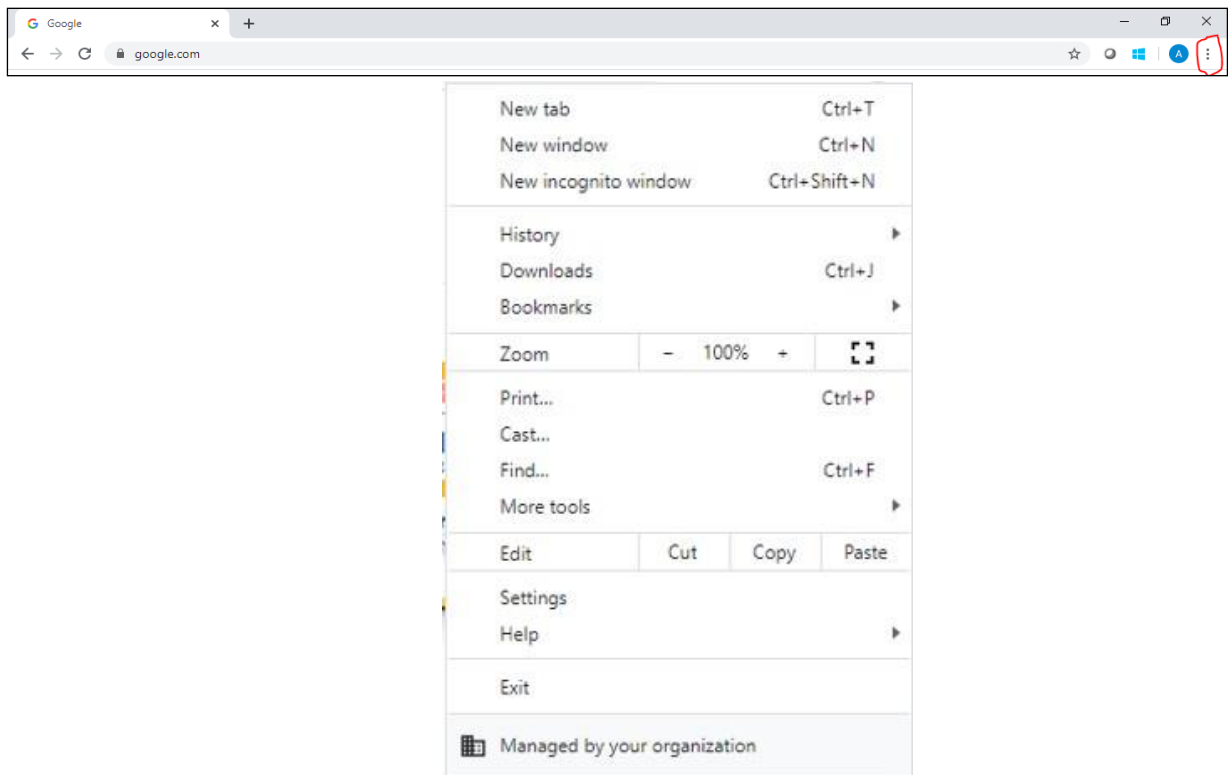 Google
google.com
A
New tab Ctrl+T
New window Ctrl+N
New incognito window Ctrl+Shift+N
History
Downloads Ctrl+J
Bookmarks
Zoom - 100% +
Print... Ctrl+P
Cast...
Find... Ctrl+F
More tools
Edit Cut Copy Paste
Settings
Help
Exit
Managed by your organization